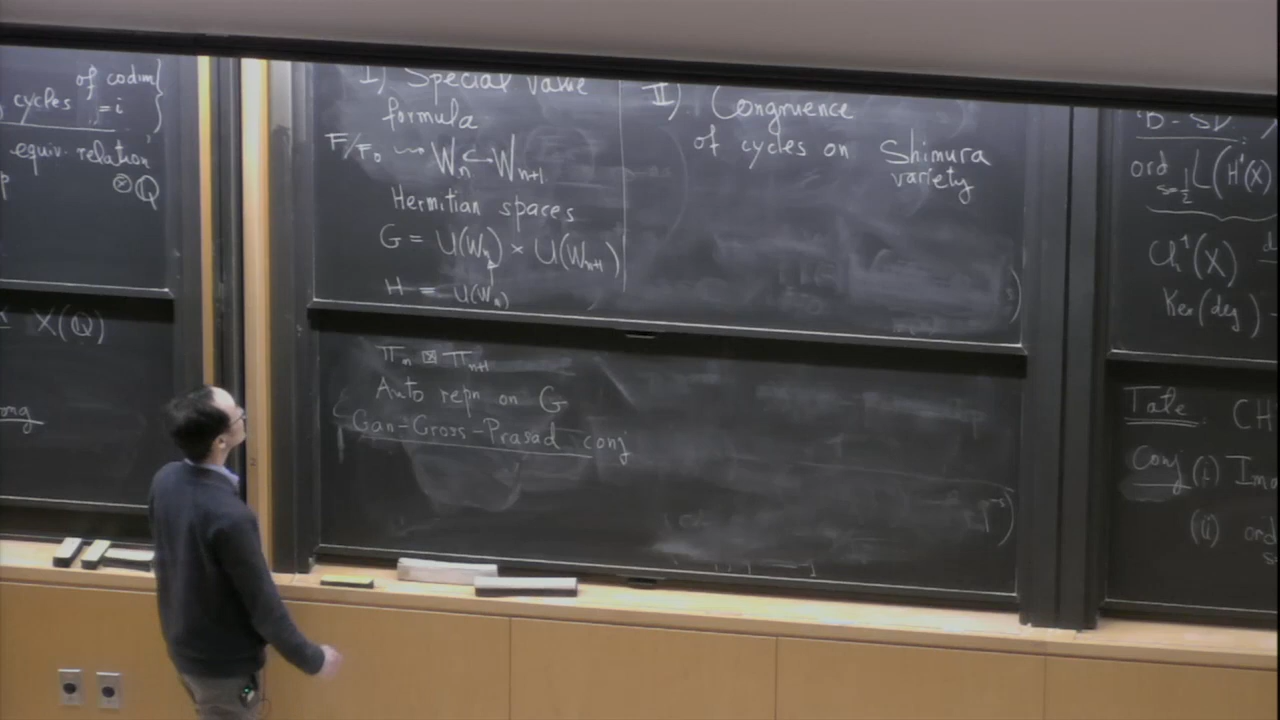 of codim
cycles = i
equiv. relation
⊗Q
X(Q)
I) Special value
formula
F/F₀ ⇝ Wₙ ↪ Wₙ₊₁
Hermitian spaces
G = U(Wₙ) × U(Wₙ₊₁)
H = U(Wₙ)
πₙ ⊠ πₙ₊₁
Auto repn on G
Gan-Gross-Prasad conj
II) Congruence
of cycles on Shimura
variety
B-SD
ord L(H¹(X)
s=½
Ch¹(X)
Ker(deg)
Tate: CH
Conj (i) Im
(ii) ord